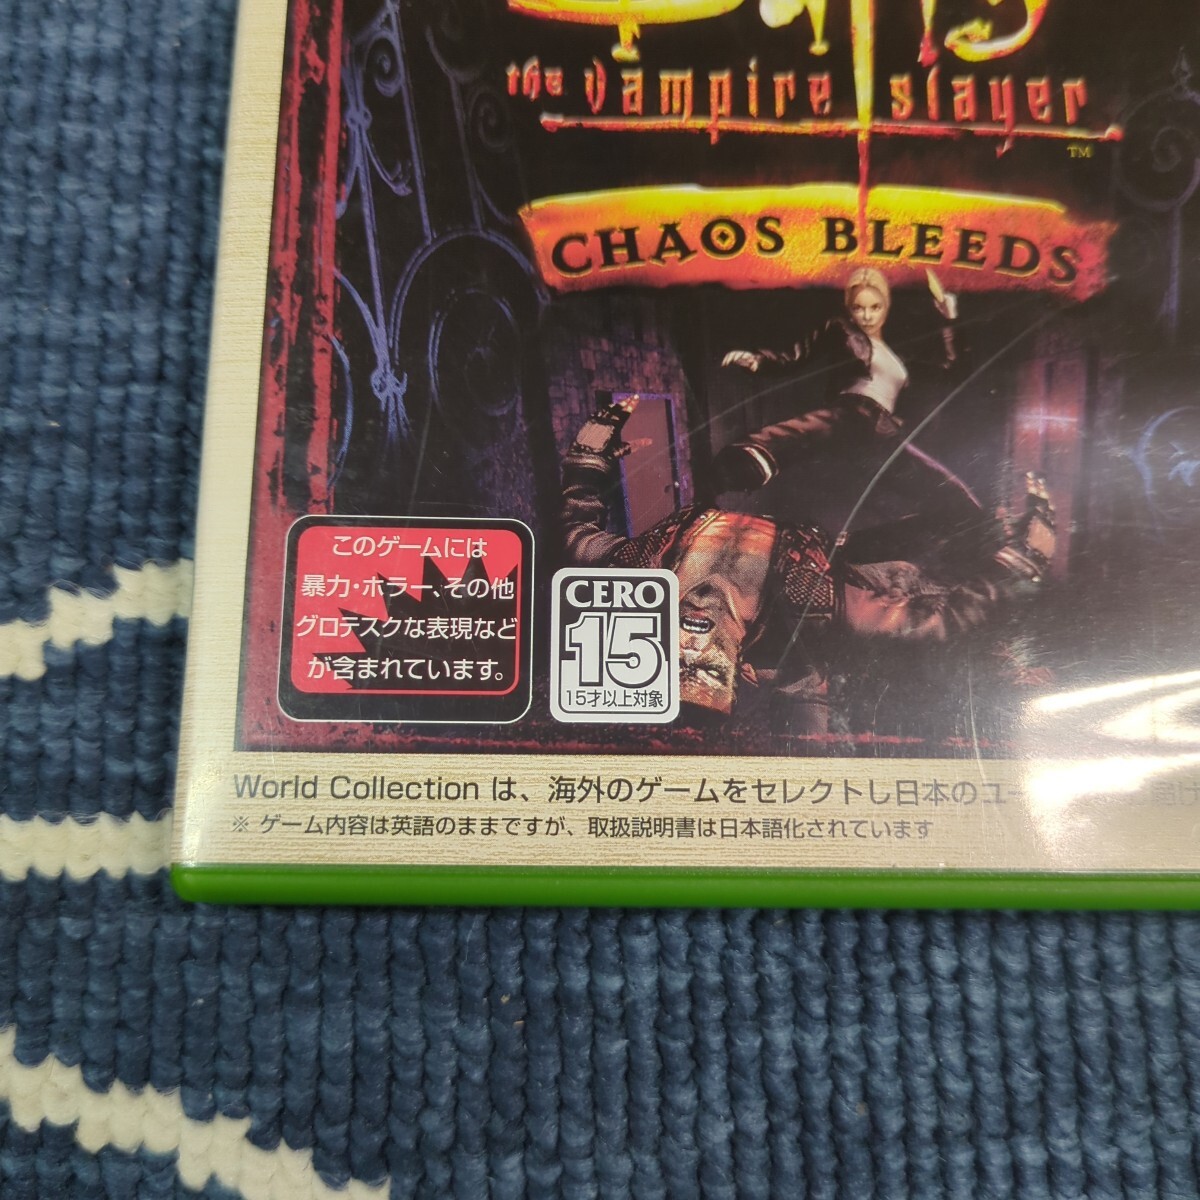 the vampire slayer
TM
CHAOS BLEEDS
このゲームには
暴力・ホラー、その他
グロテスクな表現など
が含まれています。
CERO
15
15才以上対象
World Collection は、海外のゲームをセレクトし日本のユー
※ ゲーム内容は英語のままですが、取扱説明書は日本語化されています